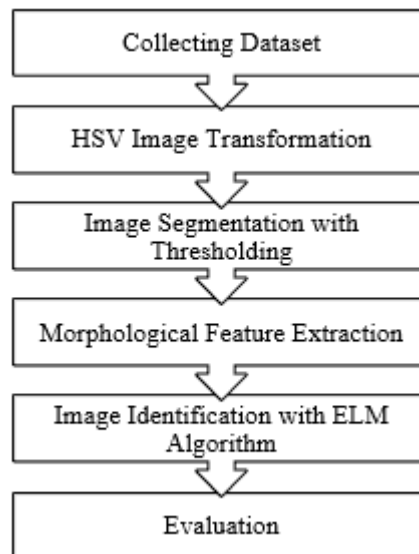 Collecting Dataset
HSV Image Transformation
Image Segmentation with
Thresholding
Morphological Feature Extraction
Image Identification with ELM
Algorithm
Evaluation